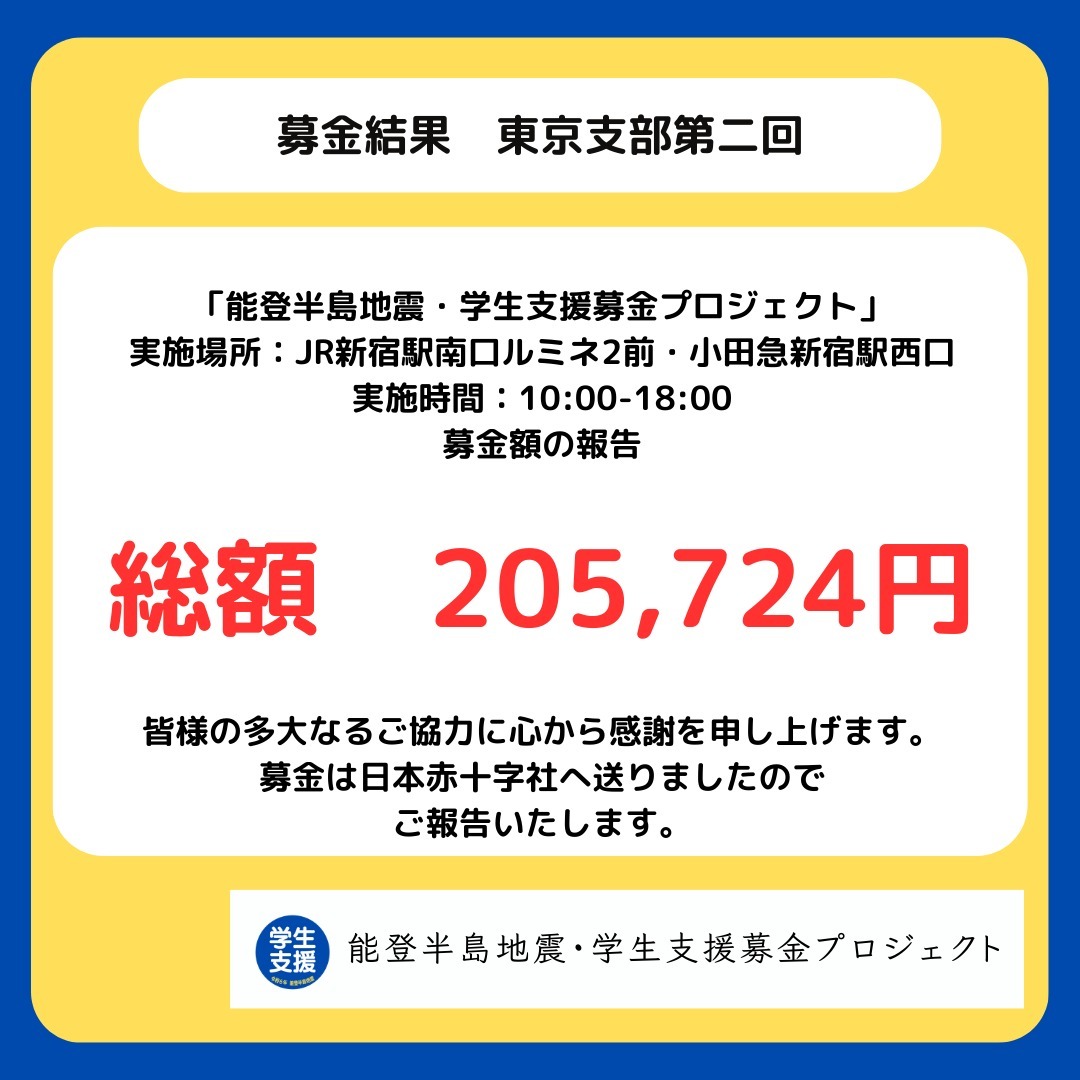 募金結果　東京支部第二回
「能登半島地震・学生支援募金プロジェクト」
実施場所：JR新宿駅南口ルミネ2前・小田急新宿駅西口
実施時間：10:00-18:00
募金額の報告
総額　205,724円
皆様の多大なるご協力に心から感謝を申し上げます。
募金は日本赤十字社へ送りましたので
ご報告いたします。
学生
支援
能登半島地震・学生支援募金プロジェクト